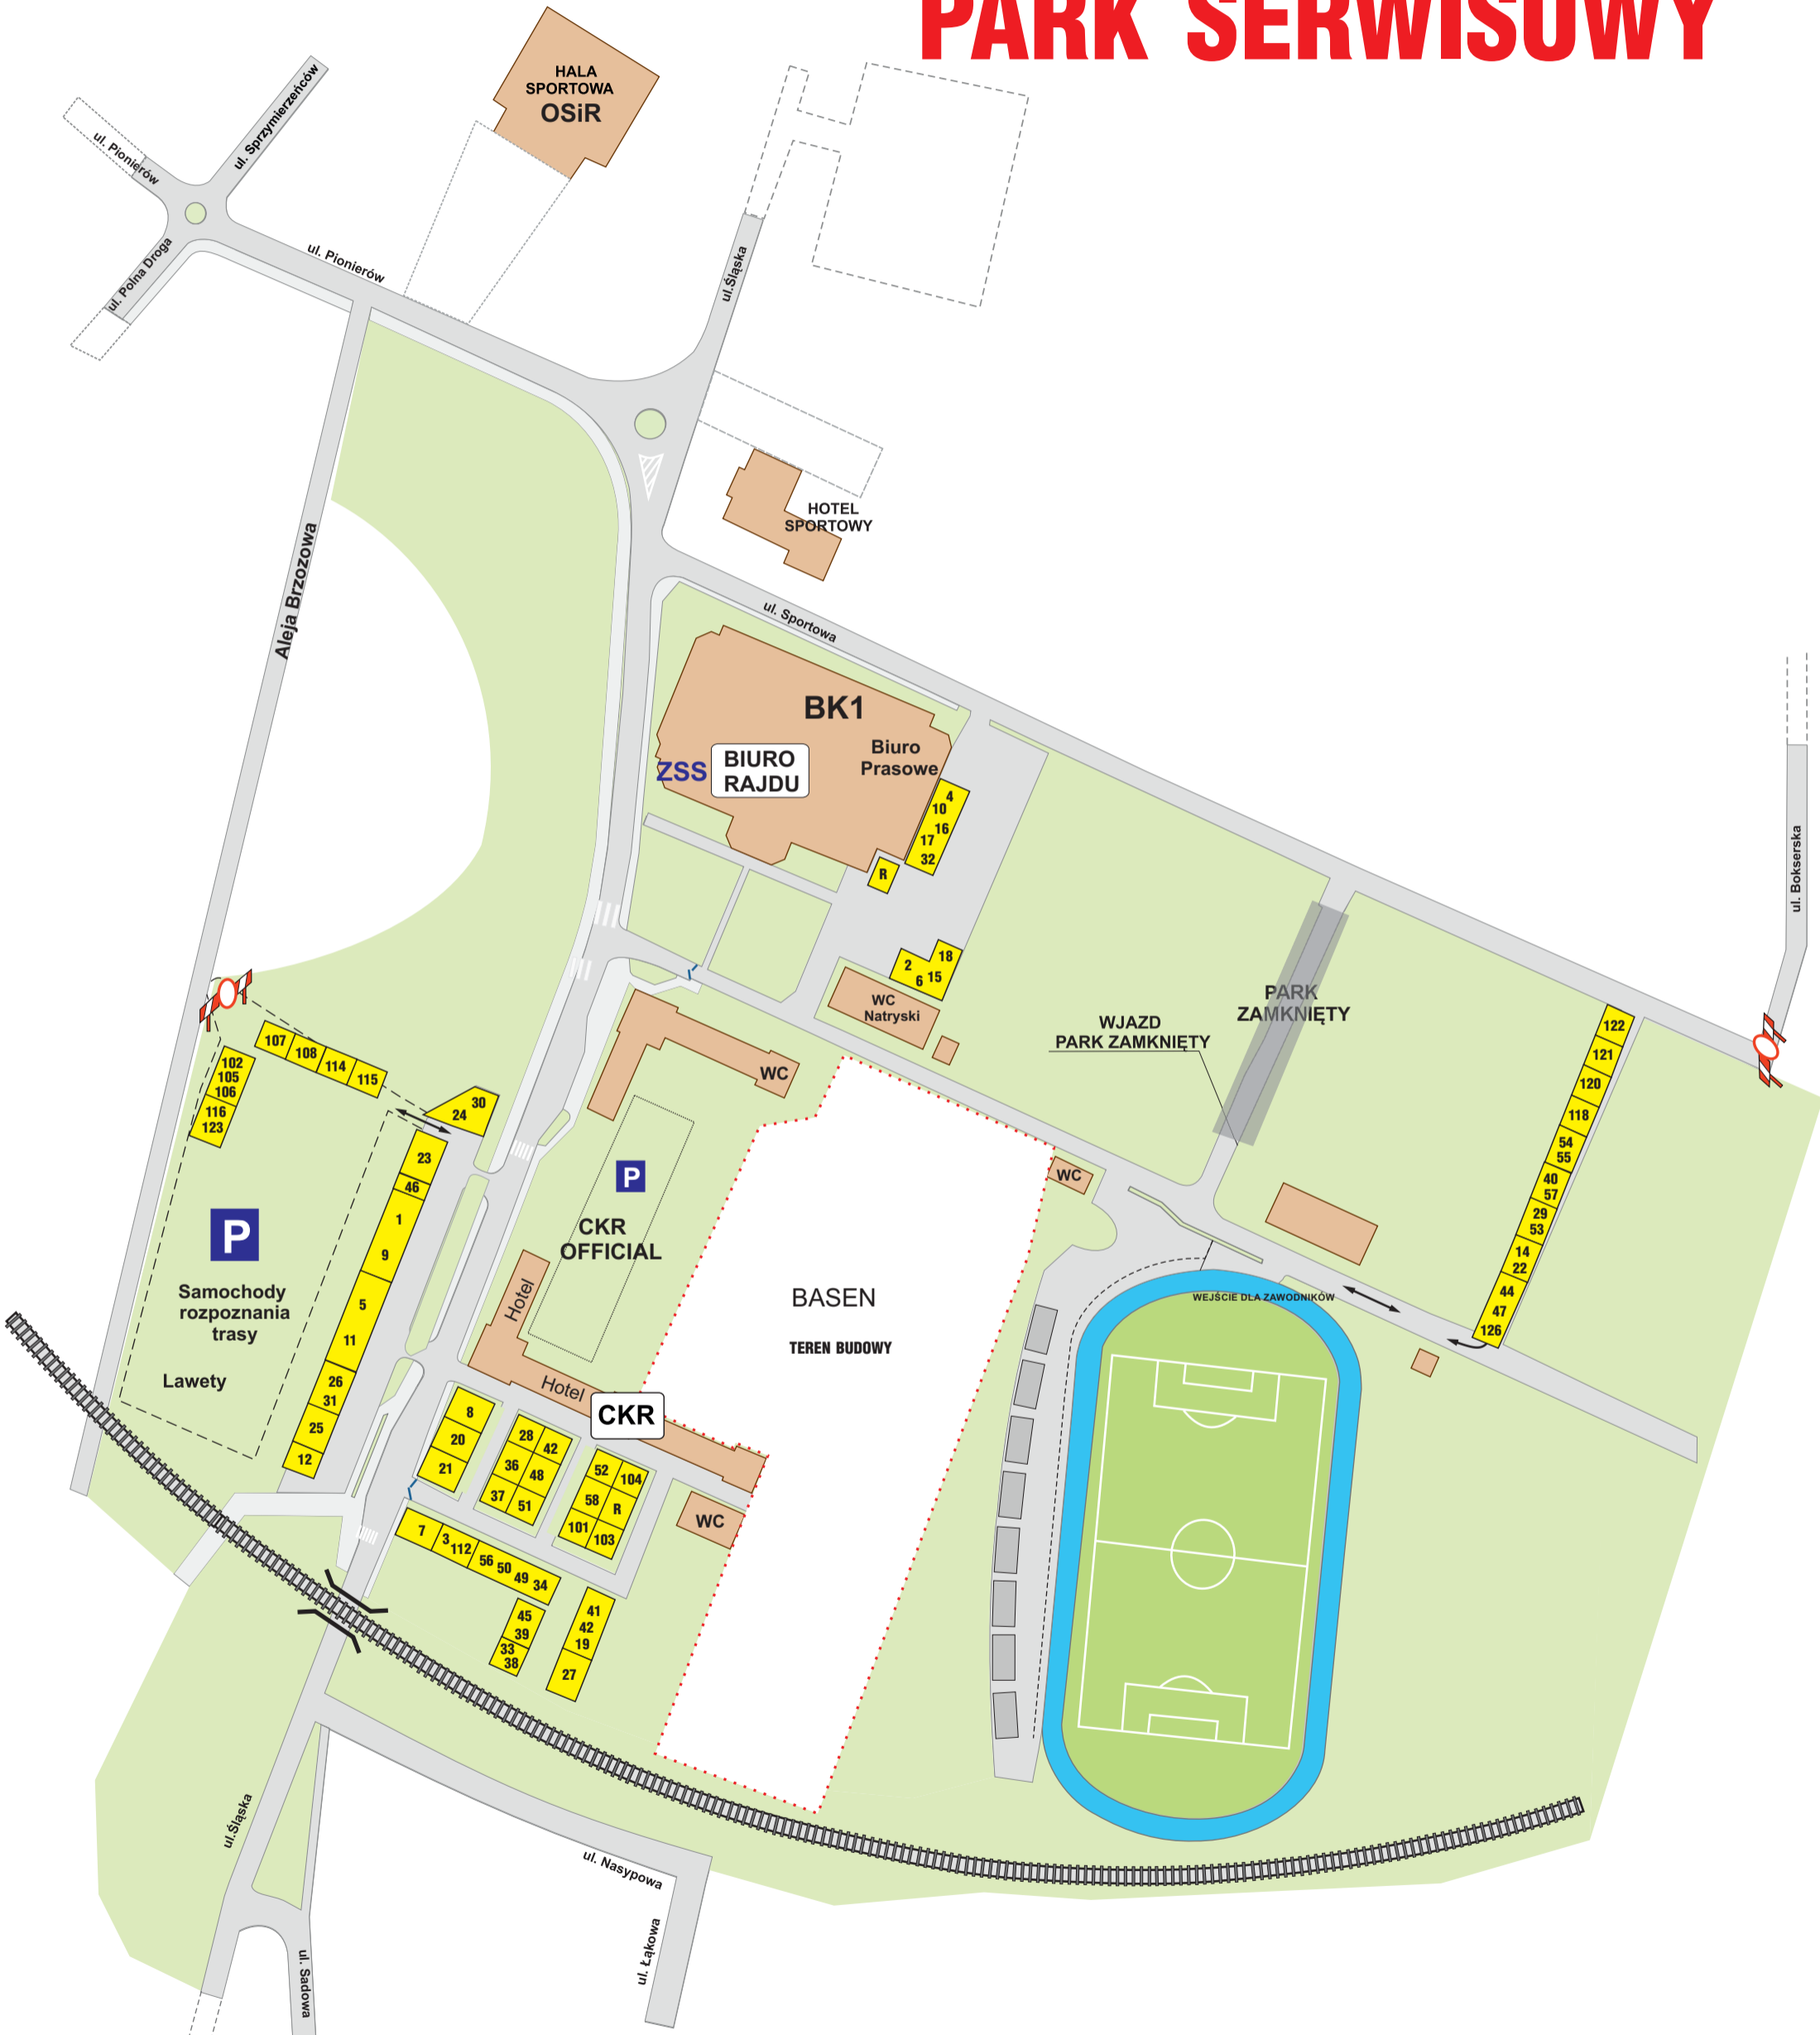 PARK SERWISOWY
HALA
SPORTOWA
OSiR
ul. Sprzymierzeńców
ul. Pionierów
ul. Polna Droga
ul. Pionierów
ul.Śląska
HOTEL
SPORTOWY
Aleja Brzozowa
ul. Sportowa
BK1
Biuro
Prasowe
ZSS
BIURO
RAJDU
4
10
16
17
32
R
ul. Bokserska
18
2
6
15
WC
Natryski
PARK
ZAMKNIĘTY
WJAZD
PARK ZAMKNIĘTY
122
121
120
118
54
55
40
57
29
53
14
22
44
47
126
107
108
114
115
102
105
106
116
123
30
24
WC
23
46
1
9
5
11
26
31
25
12
P
Samochody
rozpoznania
trasy
Lawety
P
CKR
OFFICIAL
WC
Hotel
Hotel
CKR
BASEN
TEREN BUDOWY
WEJŚCIE DLA ZAWODNIKÓW
8
20
21
28
42
36
48
37
51
52
104
58
R
101
103
WC
7
3
112
56
50
49
34
45
39
33
38
41
42
19
27
ul.Śląska
ul. Nasypowa
ul. Łąkowa
ul. Sadowa